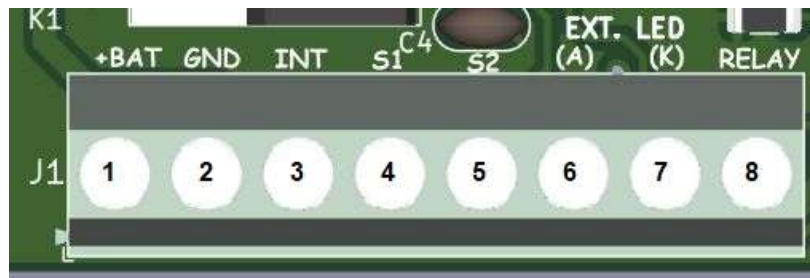 K1
C4
EXT. LED
+BAT GND INT S1 S2 (A) (K) RELAY
J1 1 2 3 4 5 6 7 8